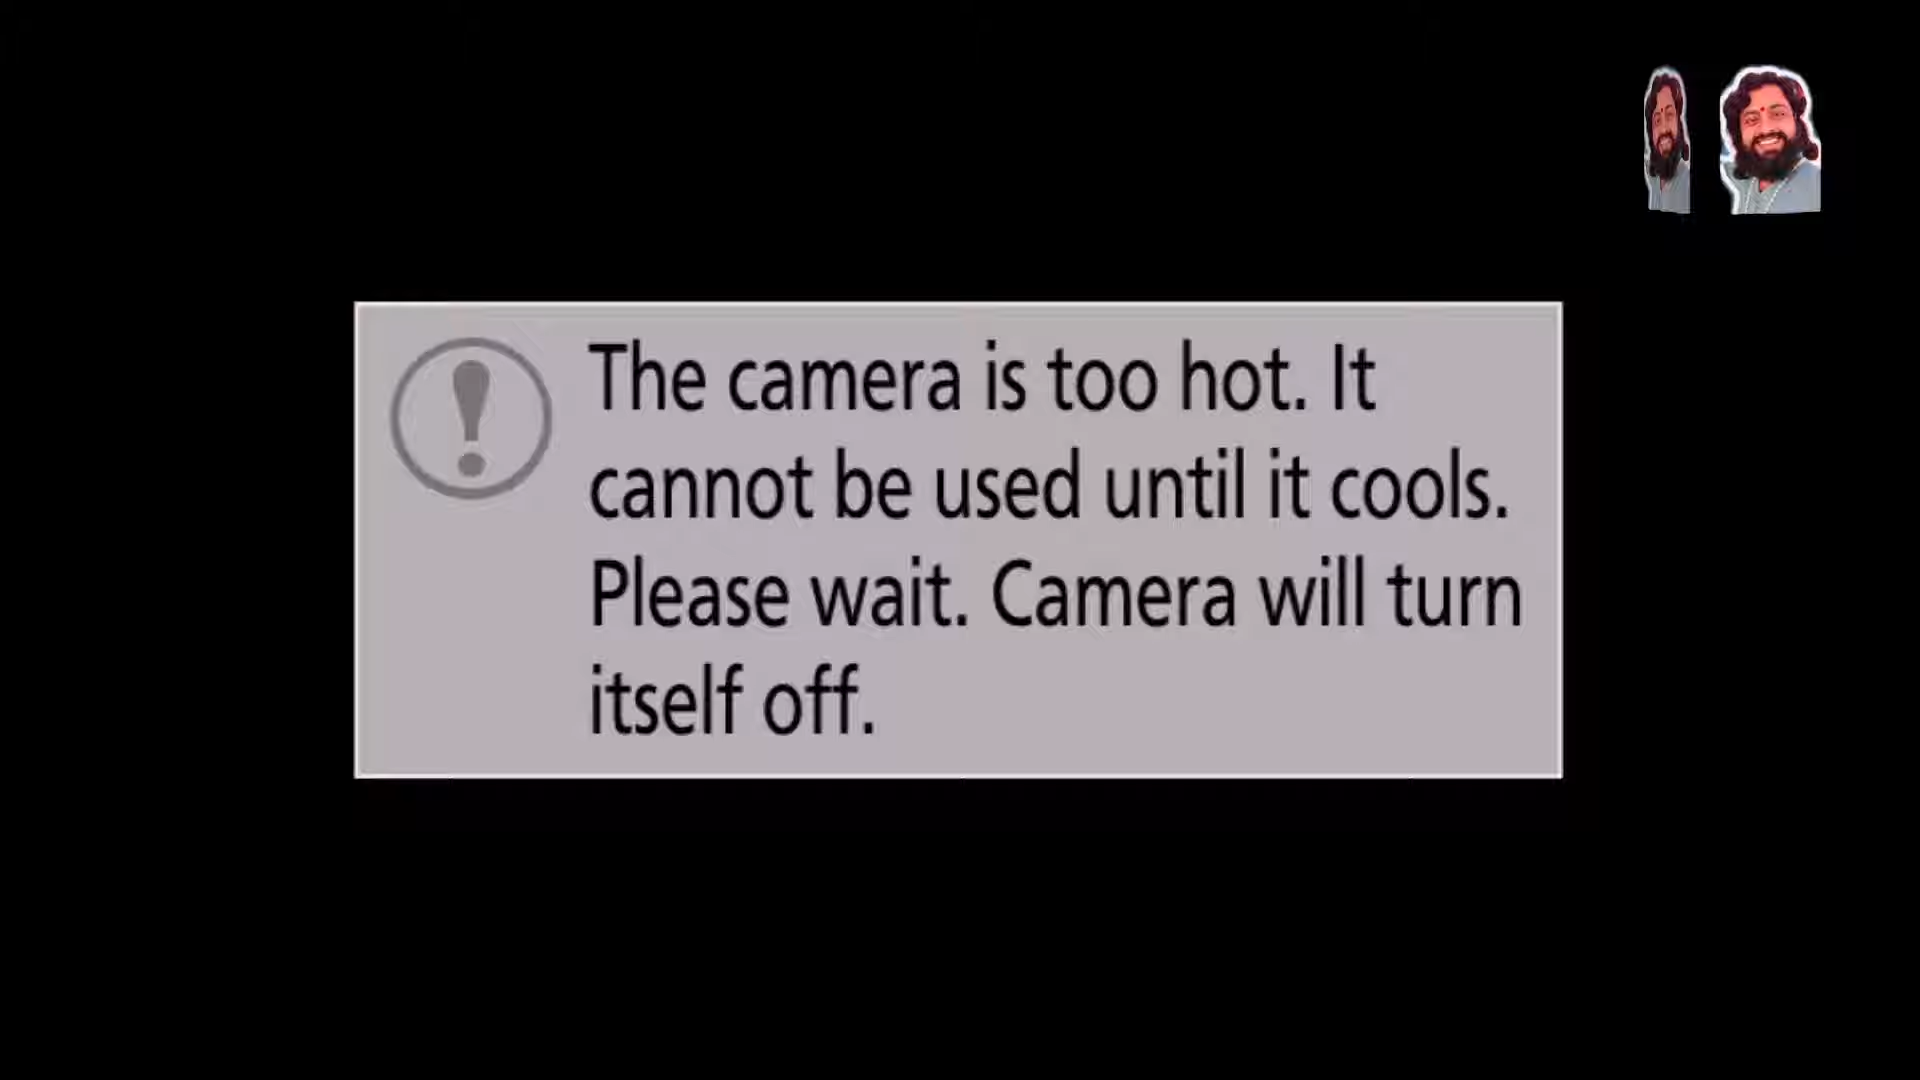 The camera is too hot. It
cannot be used until it cools.
Please wait. Camera will turn
itself off.